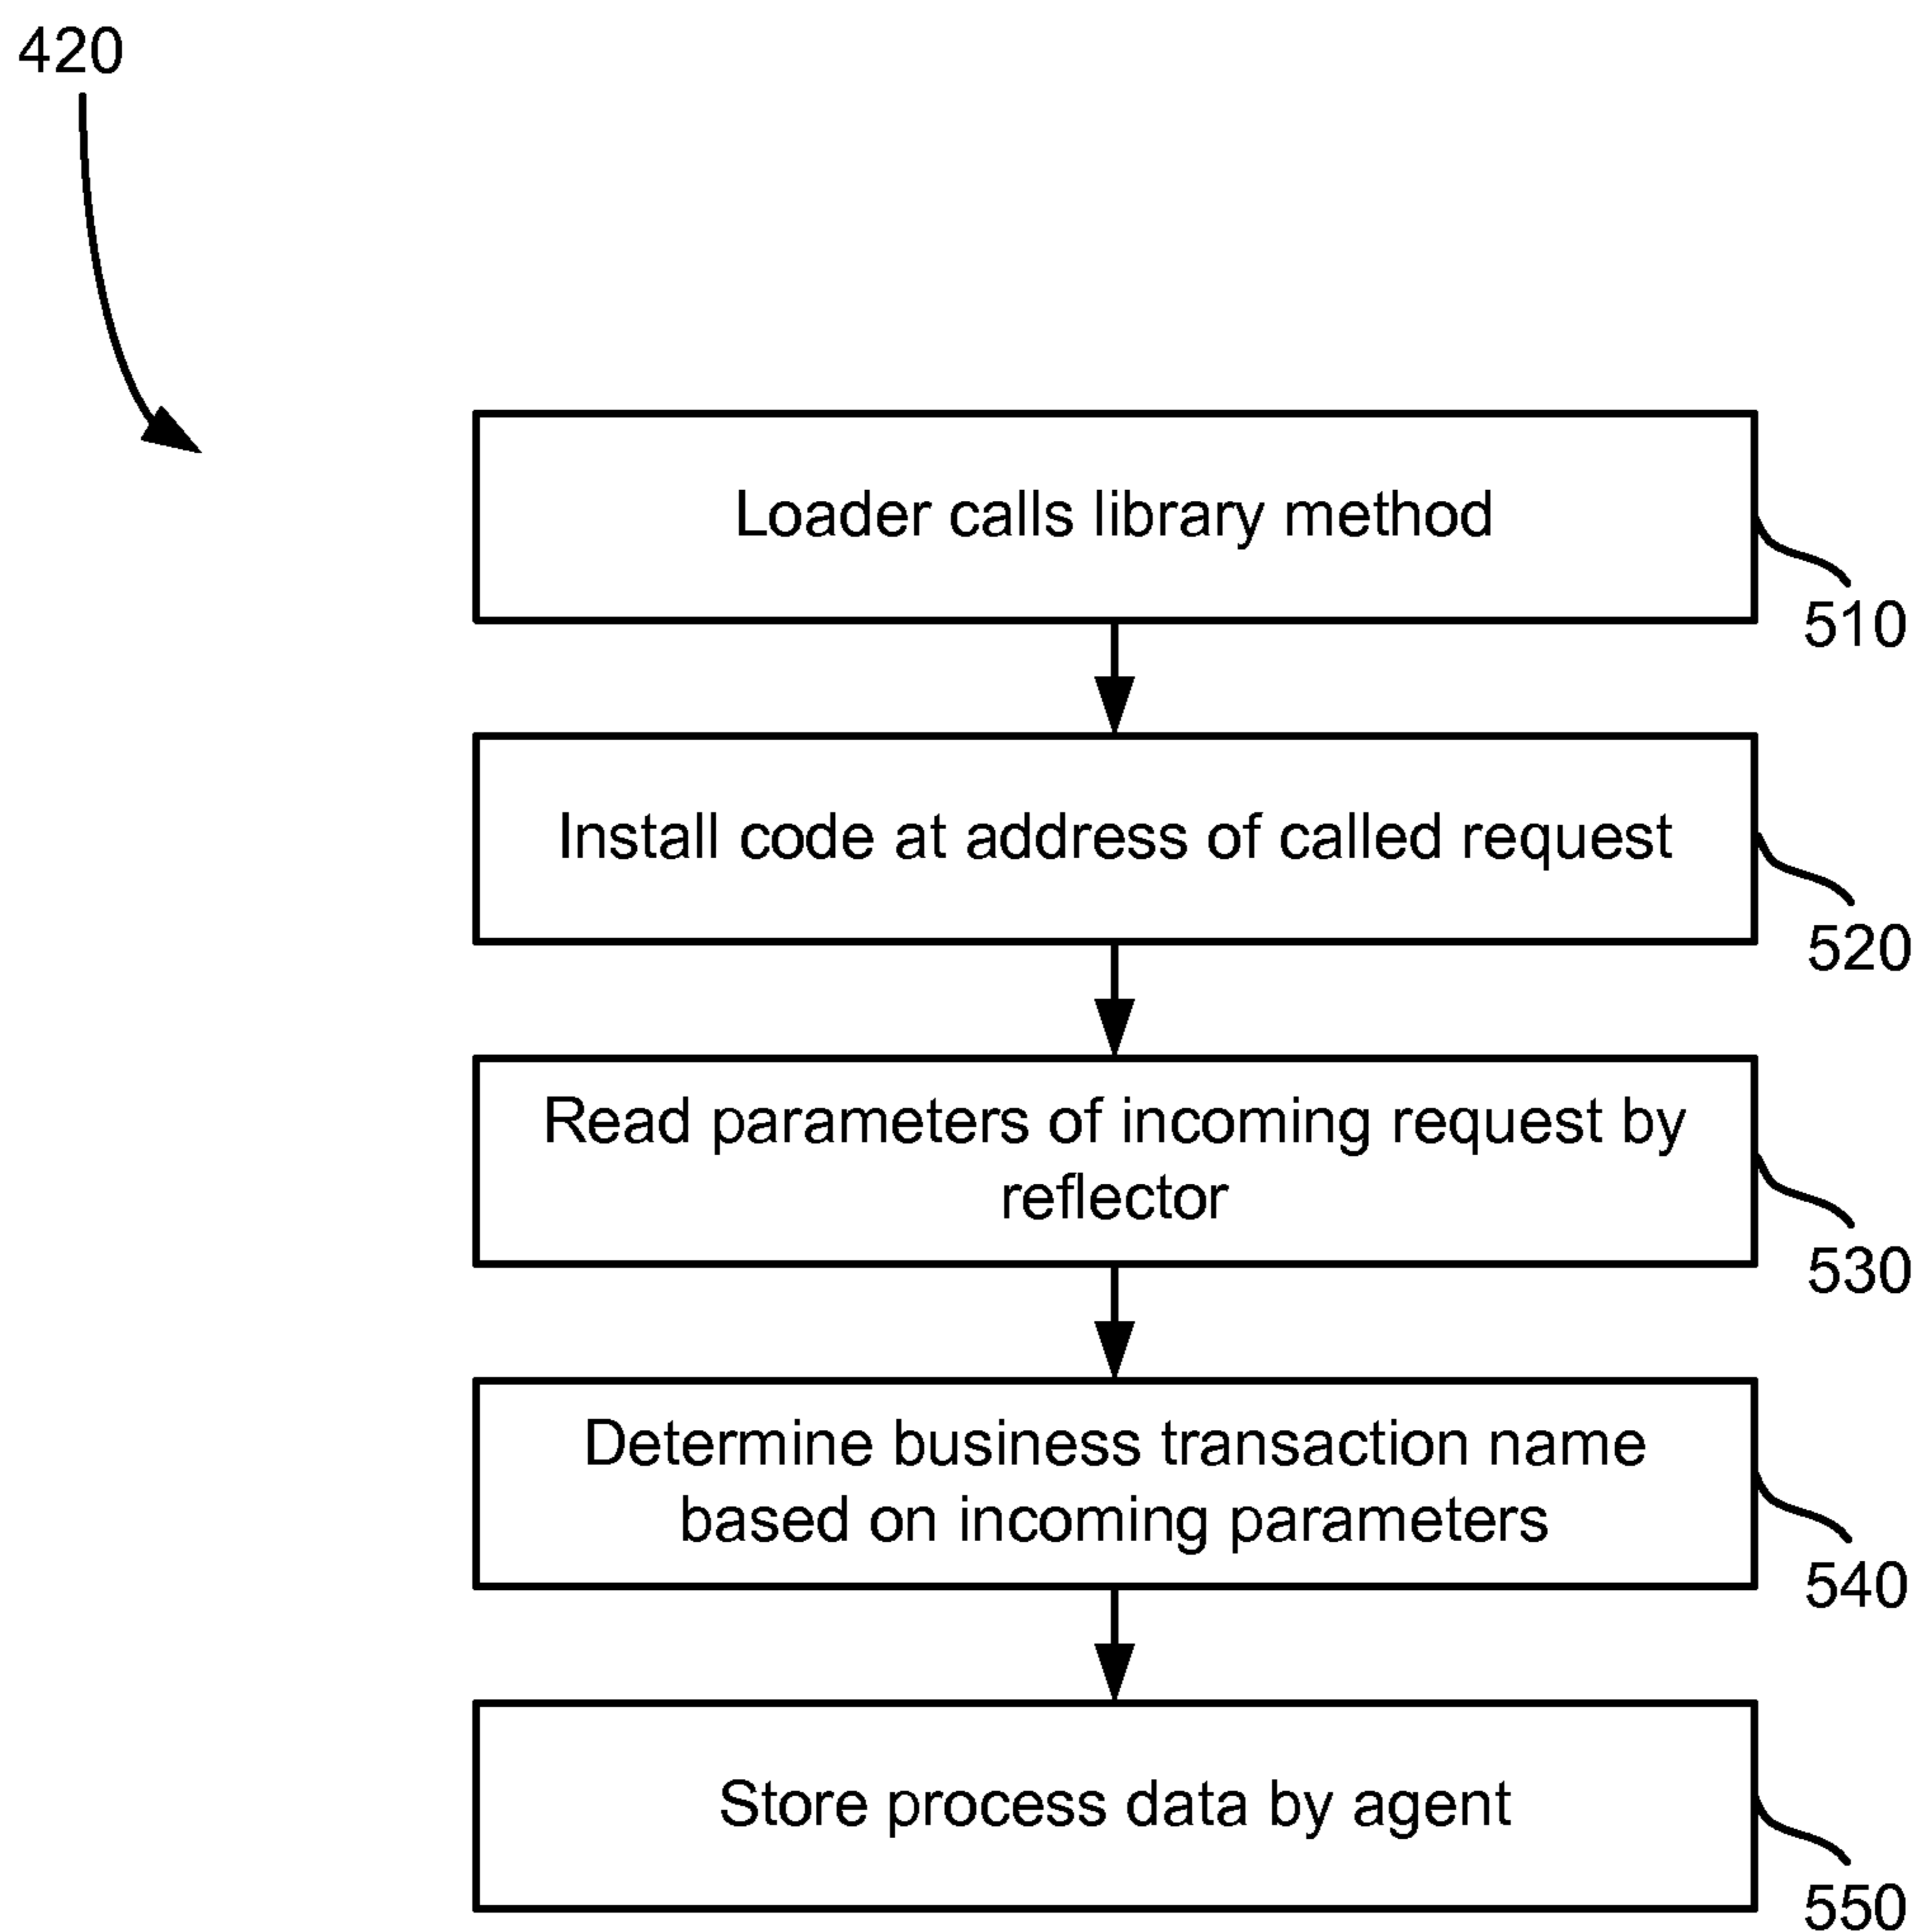 420
Loader calls library method
510
Install code at address of called request
520
Read parameters of incoming request by
reflector
530
Determine business transaction name
based on incoming parameters
540
Store process data by agent
550